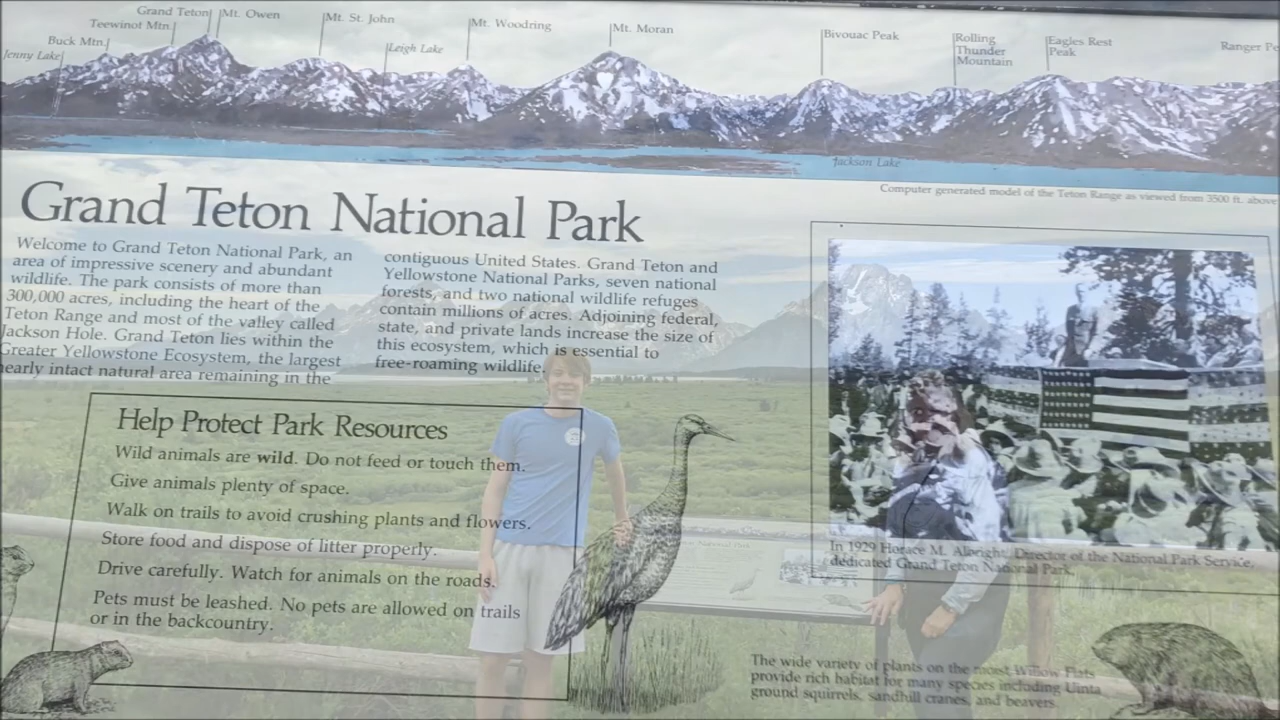 Grand Teton
Mt. Owen
Mt. St. John
Mt. Woodring
Mt. Moran
Bivouac Peak
Rolling
Thunder
Mountain
Eagles Rest
Peak
Ranger Pe
Teewinot Mtn.
Buck Mtn.
Jenny Lake
Leigh Lake
Jackson Lake
Computer generated model of the Teton Range as viewed from 3500 ft. above
Grand Teton National Park
Welcome to Grand Teton National Park, an
area of impressive scenery and abundant
wildlife. The park consists of more than
300,000 acres, including the heart of the
Teton Range and most of the valley called
Jackson Hole. Grand Teton lies within the
Greater Yellowstone Ecosystem, the largest
nearly intact natural area remaining in the
contiguous United States. Grand Teton and
Yellowstone National Parks, seven national
forests, and two national wildlife refuges
contain millions of acres. Adjoining federal,
state, and private lands increase the size of
this ecosystem, which is essential to
free-roaming wildlife.
Help Protect Park Resources
Wild animals are wild. Do not feed or touch them.
Give animals plenty of space.
Walk on trails to avoid crushing plants and flowers.
Store food and dispose of litter properly.
Drive carefully. Watch for animals on the roads.
Pets must be leashed. No pets are allowed on trails
or in the backcountry.
In 1929 Horace M. Albright, Director of the National Park Service,
dedicated Grand Teton National Park.
The wide variety of plants on the moist Willow Flats
provide rich habitat for many species including Uinta
ground squirrels, sandhill cranes, and beavers.